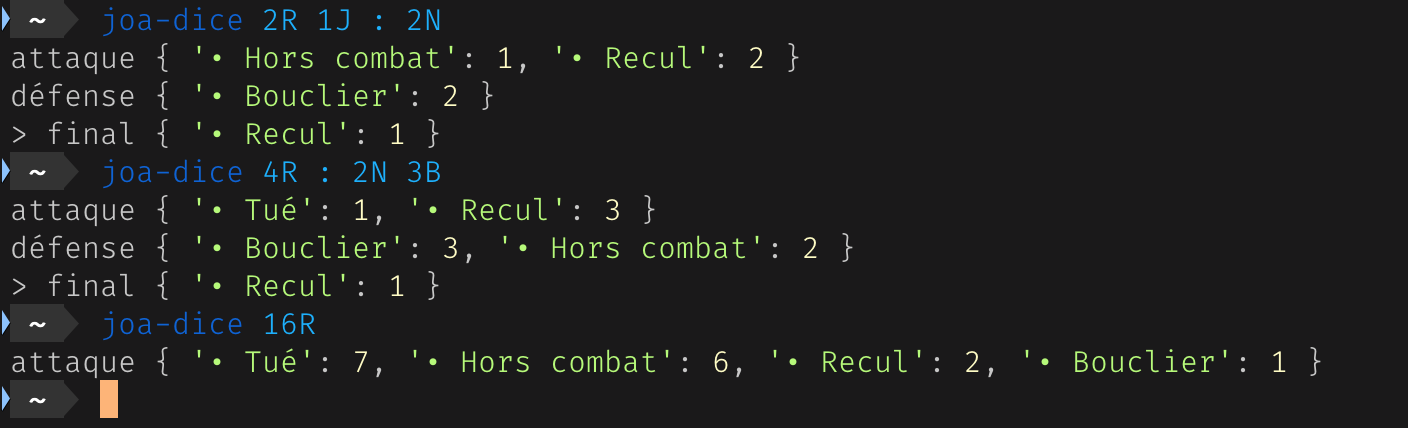 ~ joa-dice 2R 1J : 2N
attaque { '• Hors combat': 1, '• Recul': 2 }
défense { '• Bouclier': 2 }
> final { '• Recul': 1 }
~ joa-dice 4R : 2N 3B
attaque { '• Tué': 1, '• Recul': 3 }
défense { '• Bouclier': 3, '• Hors combat': 2 }
> final { '• Recul': 1 }
~ joa-dice 16R
attaque { '• Tué': 7, '• Hors combat': 6, '• Recul': 2, '• Bouclier': 1 }
~